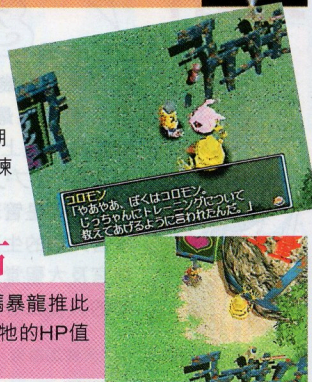 練
コロモン
「やあやあ、ぼくはコロモン。
じっちゃんにトレーニングについて
教えてあげるように言われたんだ。」
暴龍推此
牠的HP值